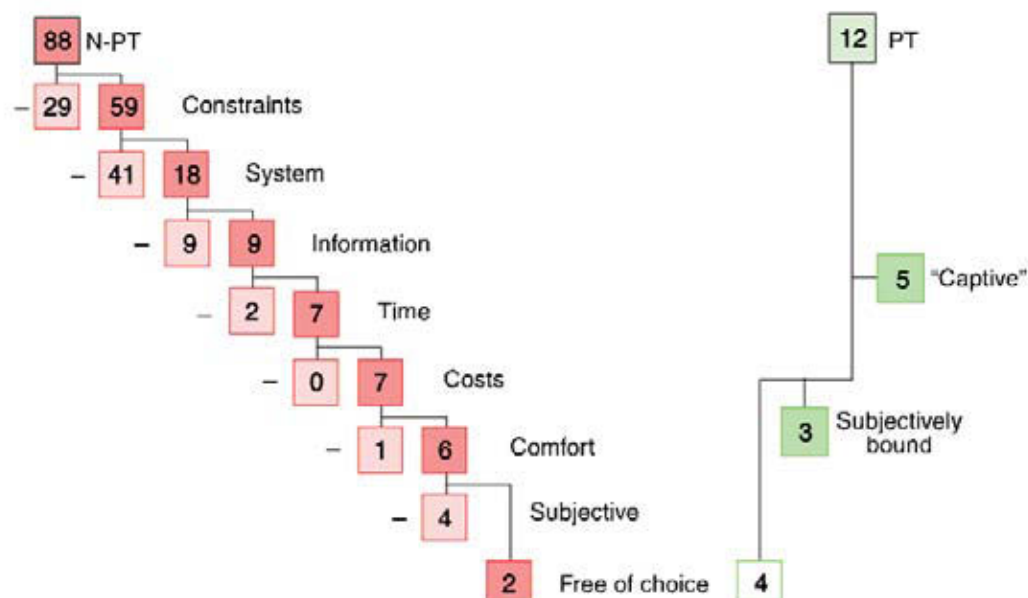 88 N-PT 12 PT
– 29 59 Constraints
– 41 18 System
– 9 9 Information
5 "Captive"
– 2 7 Time
– 0 7 Costs
3 Subjectively
bound
– 1 6 Comfort
– 4 Subjective
2 Free of choice 4